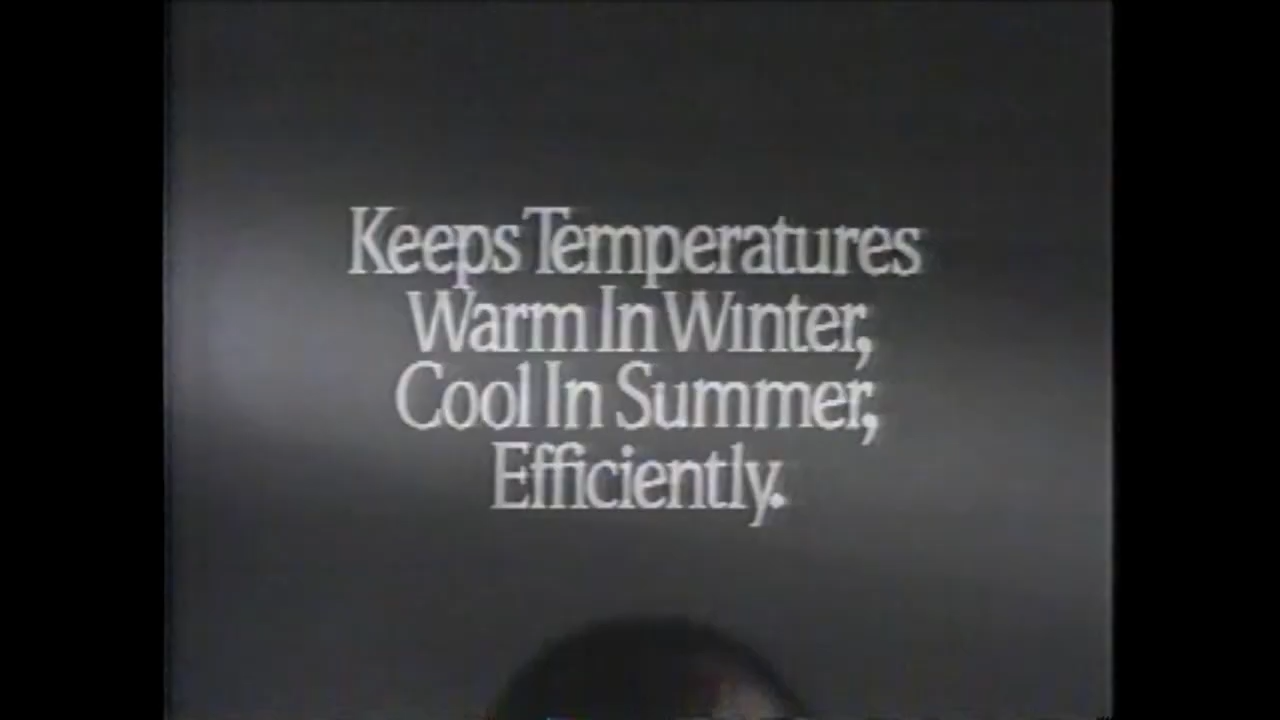 Keeps Temperatures
Warm In Winter,
Cool In Summer,
Efficiently.